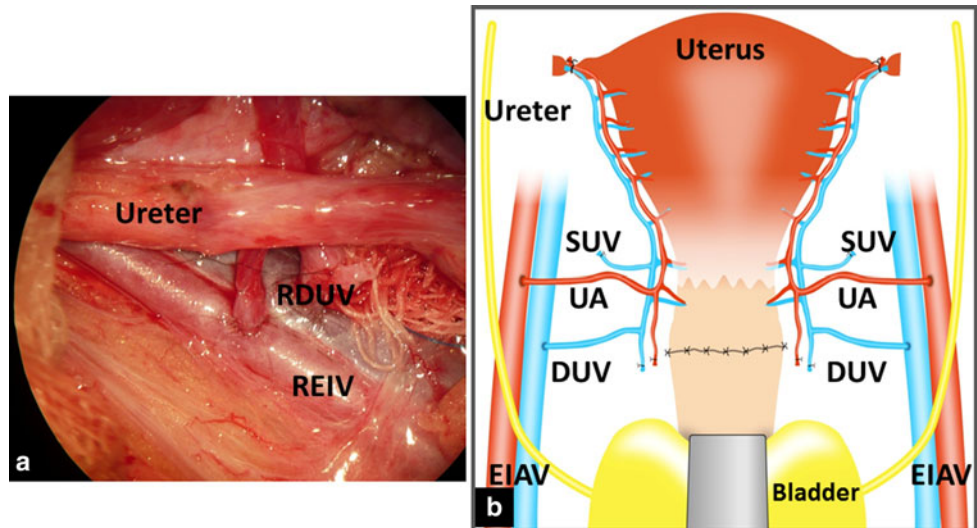 Ureter
RDUV
REIV
a
Uterus
Ureter
SUV
SUV
UA
UA
DUV
DUV
EIAV
Bladder
EIAV
b